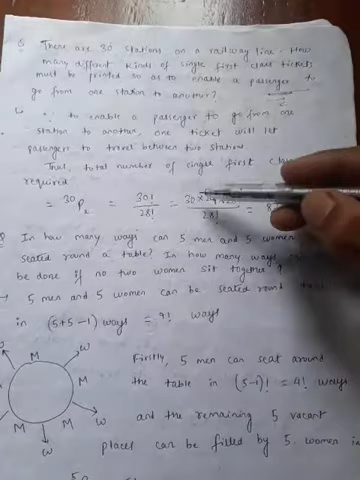 Q There are 30 stations on a railway line. How
many different kinds of single first class tickets
must be printed so as to enable a passenger to
go from one station to another?
∵ to enable a passenger to go from one
station to another, one ticket will let
passenger to travel between two station.
Thus, total number of single first
required
= ³⁰P₂ = 30!/28! = 30×29 /28! = 8
In how many ways can 5 men and 5 women
seated round a table? In how many ways
be done if no two women sit together?
→ 5 men and 5 women can be seated round
in (5+5-1) ways = 9! ways
W
M
W
M
M
M
W
W
Firstly, 5 men can seat around
the table in (5-1)! = 4! ways
and the remaining 5 vacant
places can be filled by 5 women in